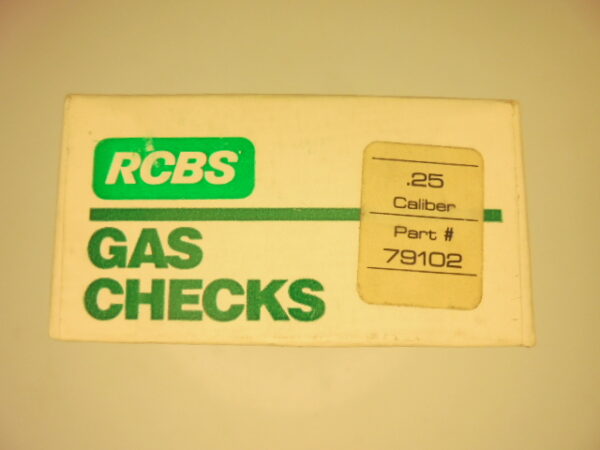 RCBS
GAS
CHECKS
.25
Caliber
Part #
79102